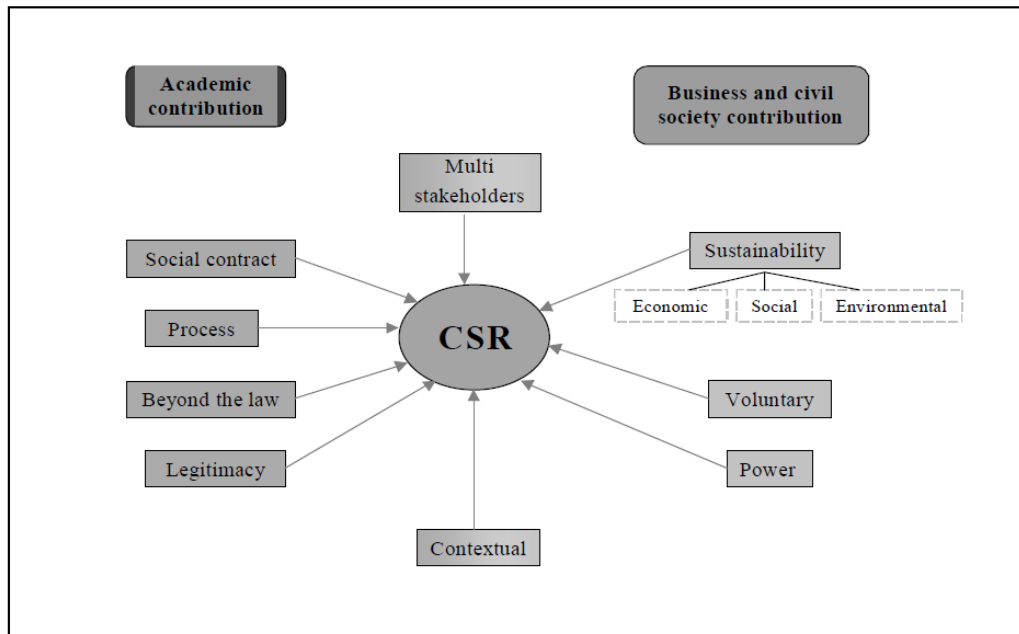 Academic
contribution
Business and civil
society contribution
Multi
stakeholders
Social contract
Sustainability
Economic
Social
Environmental
Process
CSR
Beyond the law
Voluntary
Legitimacy
Power
Contextual